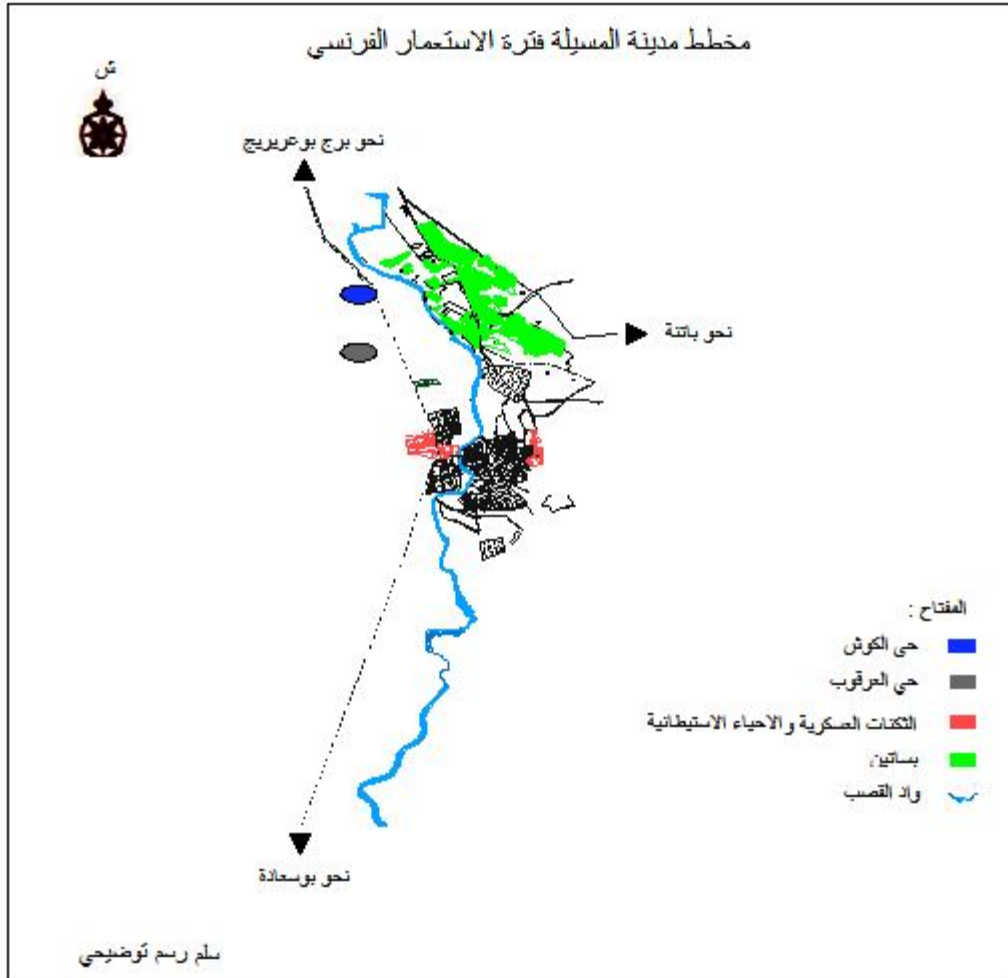 مخطط مدينة المسيلة فترة الاستعمار الفرنسي
ش
نحو برج بوعريريج
نحو باتنة
المفتاح :
حي الكوش
حي العرقوب
الثكنات العسكرية و الاحياء الاستيطانية
بساتين
واد القصب
نحو بوسعادة
سلم رسم توضيحي